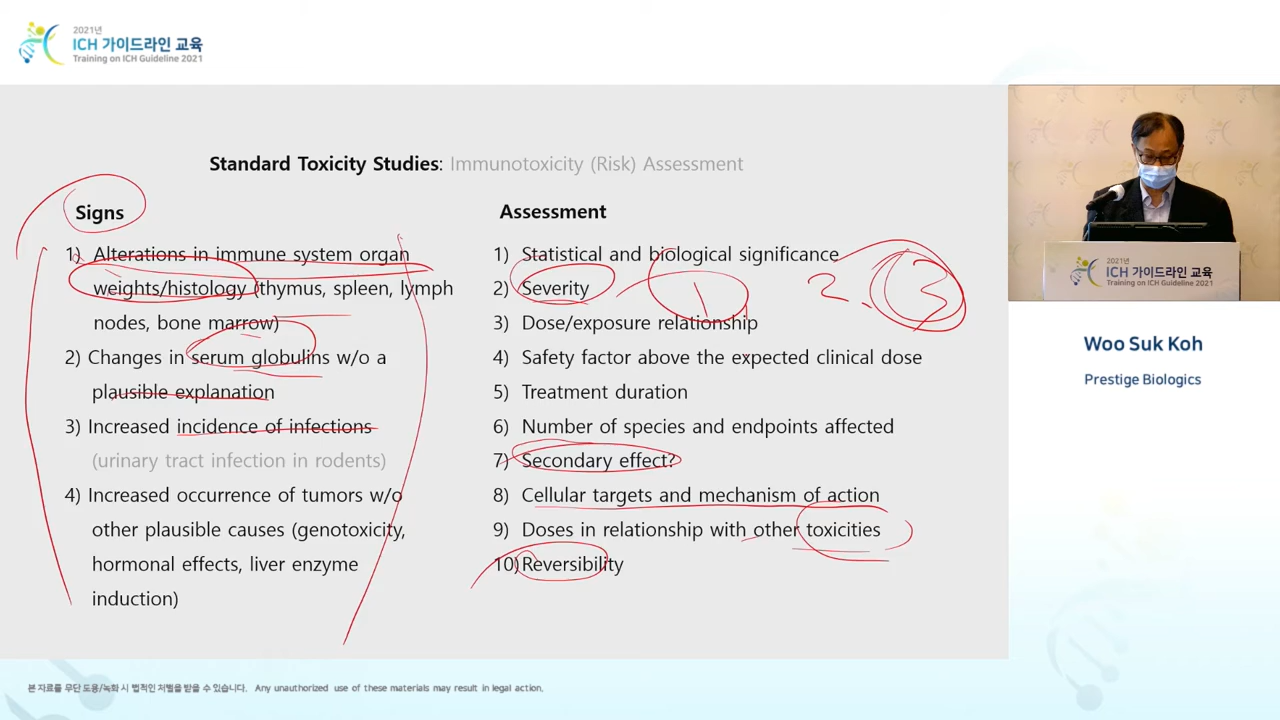 2021년
ICH 가이드라인 교육
Training on ICH Guideline 2021
Standard Toxicity Studies: Immunotoxicity (Risk) Assessment
Signs
1) Alterations in immune system organ
weights/histology (thymus, spleen, lymph
nodes, bone marrow)
2) Changes in serum globulins w/o a
plausible explanation
3) Increased incidence of infections
(urinary tract infection in rodents)
4) Increased occurrence of tumors w/o
other plausible causes (genotoxicity,
hormonal effects, liver enzyme
induction)
Assessment
1) Statistical and biological significance
2) Severity
3) Dose/exposure relationship
4) Safety factor above the expected clinical dose
5) Treatment duration
6) Number of species and endpoints affected
7) Secondary effect?
8) Cellular targets and mechanism of action
9) Doses in relationship with other toxicities
10) Reversibility
1
2.
3
2021년
ICH 가이드라인 교육
Training on ICH Guideline 2021
Woo Suk Koh
Prestige Biologics
본 자료를 무단 도용/녹화 시 법적인 처벌을 받을 수 있습니다. Any unauthorized use of these materials may result in legal action.